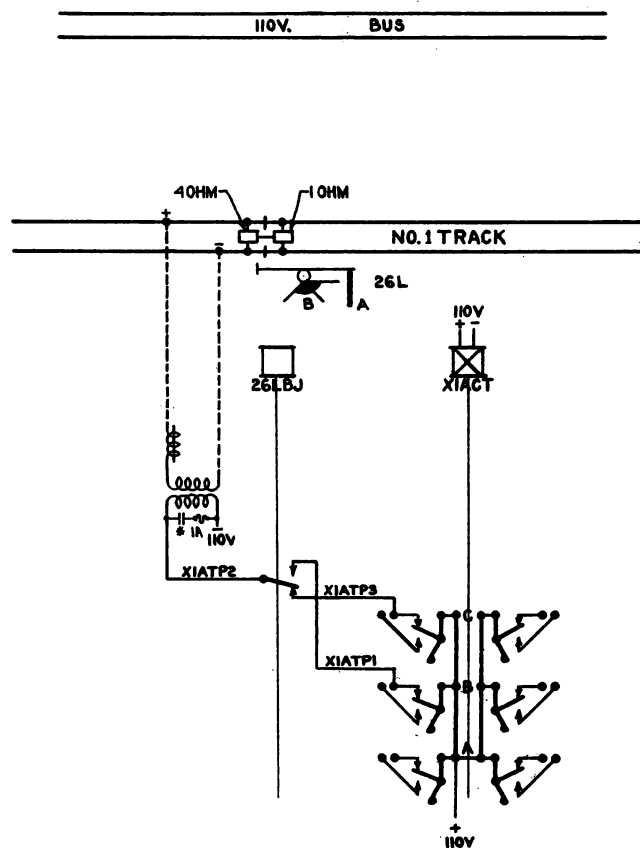 110V. BUS
4OHM
1OHM
+
−
NO. 1 TRACK
26L
B
A
110V
+ −
26LBJ
X1ACT
* 1A
−
110V
X1ATP2
X1ATP3
C
X1ATP1
B
A
+
110V